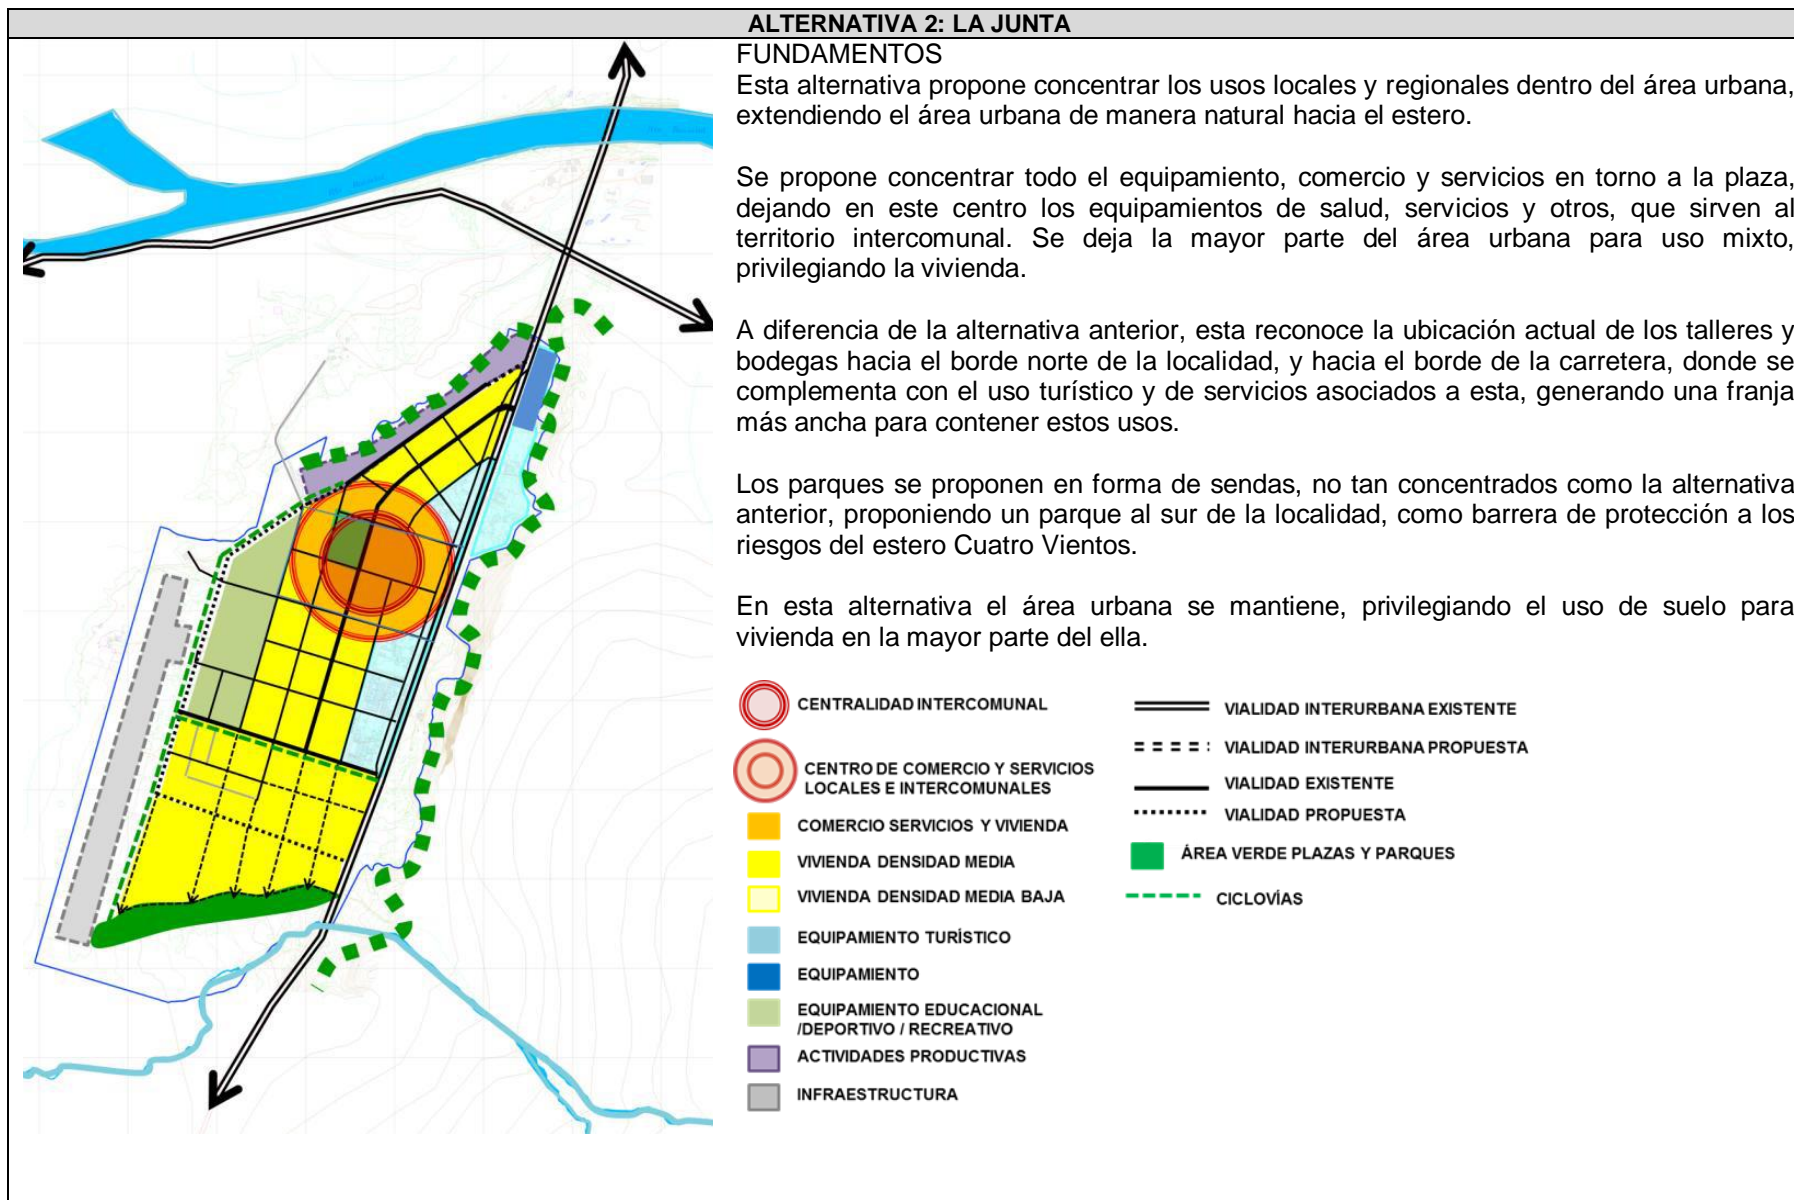 ALTERNATIVA 2: LA JUNTA
FUNDAMENTOS
Esta alternativa propone concentrar los usos locales y regionales dentro del área urbana,
extendiendo el área urbana de manera natural hacia el estero.
Se propone concentrar todo el equipamiento, comercio y servicios en torno a la plaza,
dejando en este centro los equipamientos de salud, servicios y otros, que sirven al
territorio intercomunal. Se deja la mayor parte del área urbana para uso mixto,
privilegiando la vivienda.
A diferencia de la alternativa anterior, esta reconoce la ubicación actual de los talleres y
bodegas hacia el borde norte de la localidad, y hacia el borde de la carretera, donde se
complementa con el uso turístico y de servicios asociados a esta, generando una franja
más ancha para contener estos usos.
Los parques se proponen en forma de sendas, no tan concentrados como la alternativa
anterior, proponiendo un parque al sur de la localidad, como barrera de protección a los
riesgos del estero Cuatro Vientos.
En esta alternativa el área urbana se mantiene, privilegiando el uso de suelo para
vivienda en la mayor parte del ella.
CENTRALIDAD INTERCOMUNAL
CENTRO DE COMERCIO Y SERVICIOS
LOCALES E INTERCOMUNALES
COMERCIO SERVICIOS Y VIVIENDA
VIVIENDA DENSIDAD MEDIA
VIVIENDA DENSIDAD MEDIA BAJA
EQUIPAMIENTO TURÍSTICO
EQUIPAMIENTO
EQUIPAMIENTO EDUCACIONAL
/DEPORTIVO / RECREATIVO
ACTIVIDADES PRODUCTIVAS
INFRAESTRUCTURA
VIALIDAD INTERURBANA EXISTENTE
VIALIDAD INTERURBANA PROPUESTA
VIALIDAD EXISTENTE
VIALIDAD PROPUESTA
ÁREA VERDE PLAZAS Y PARQUES
CICLOVÍAS